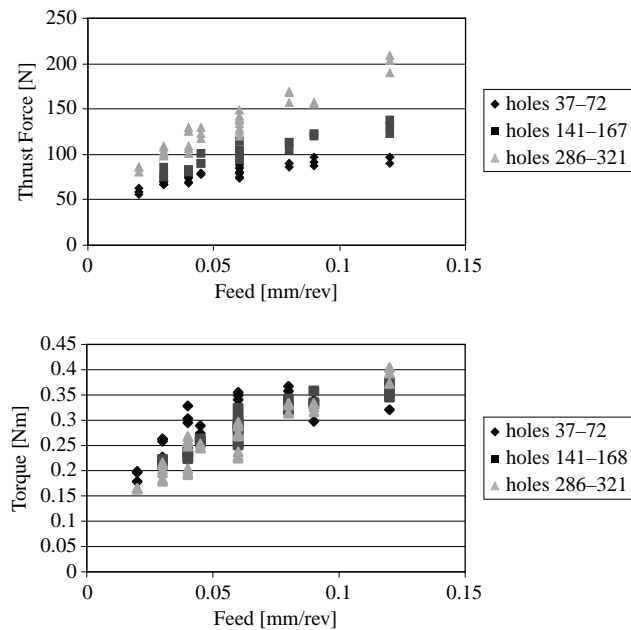 250
200
150
100
50
0
Thrust Force [N]
0
0.05
0.1
0.15
Feed [mm/rev]
holes 37–72
holes 141–167
holes 286–321
0.45
0.4
0.35
0.3
0.25
0.2
0.15
0.1
0.05
0
Torque [Nm]
0
0.05
0.1
0.15
Feed [mm/rev]
holes 37–72
holes 141–168
holes 286–321